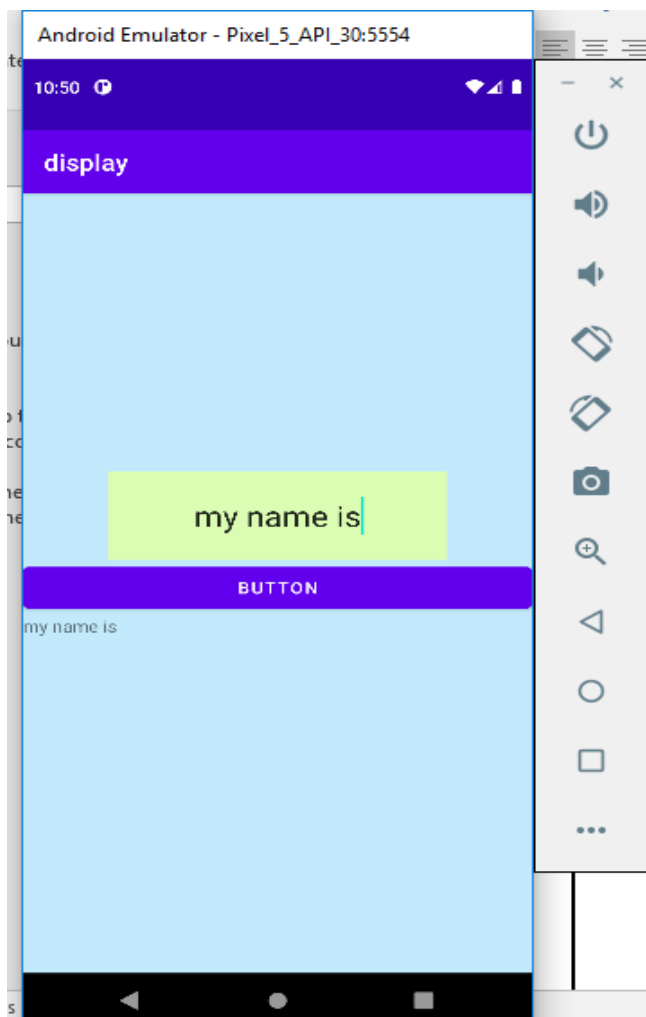 Android Emulator - Pixel_5_API_30:5554
10:50
display
my name is
BUTTON
my name is